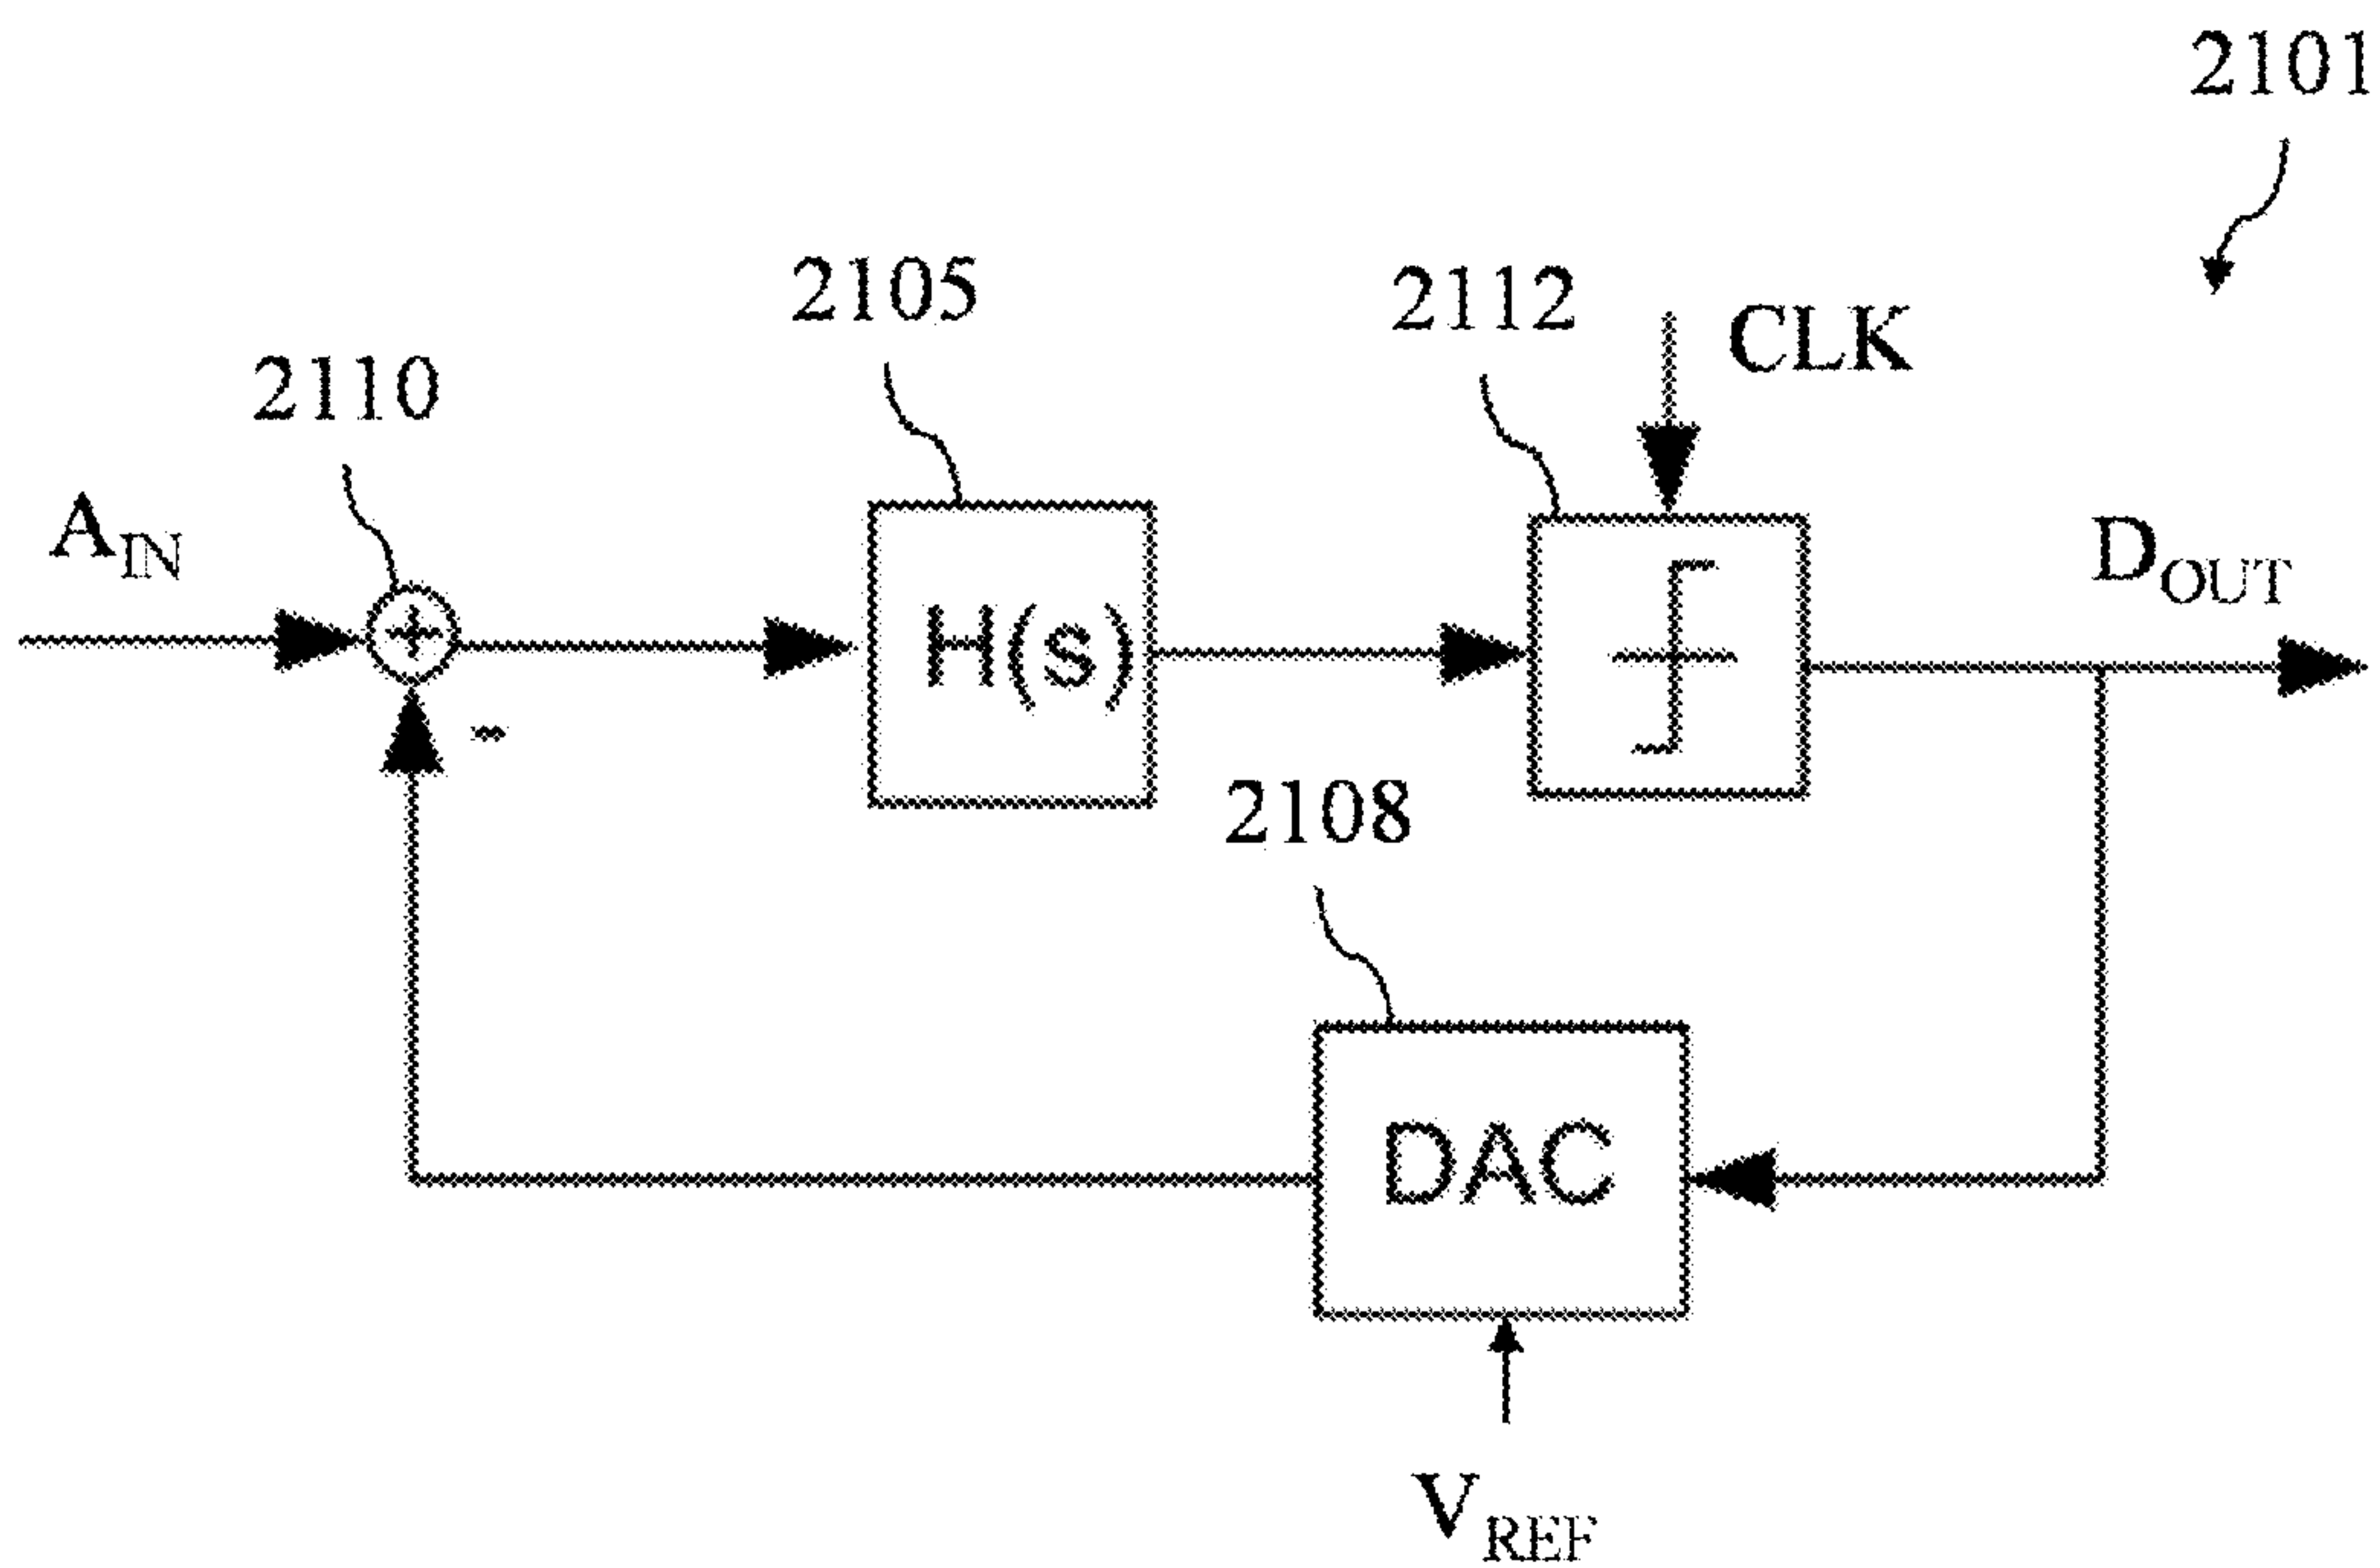 2101
2105
2112
CLK
2110
A_IN
D_OUT
+
H(s)
-
2108
DAC
V_REF